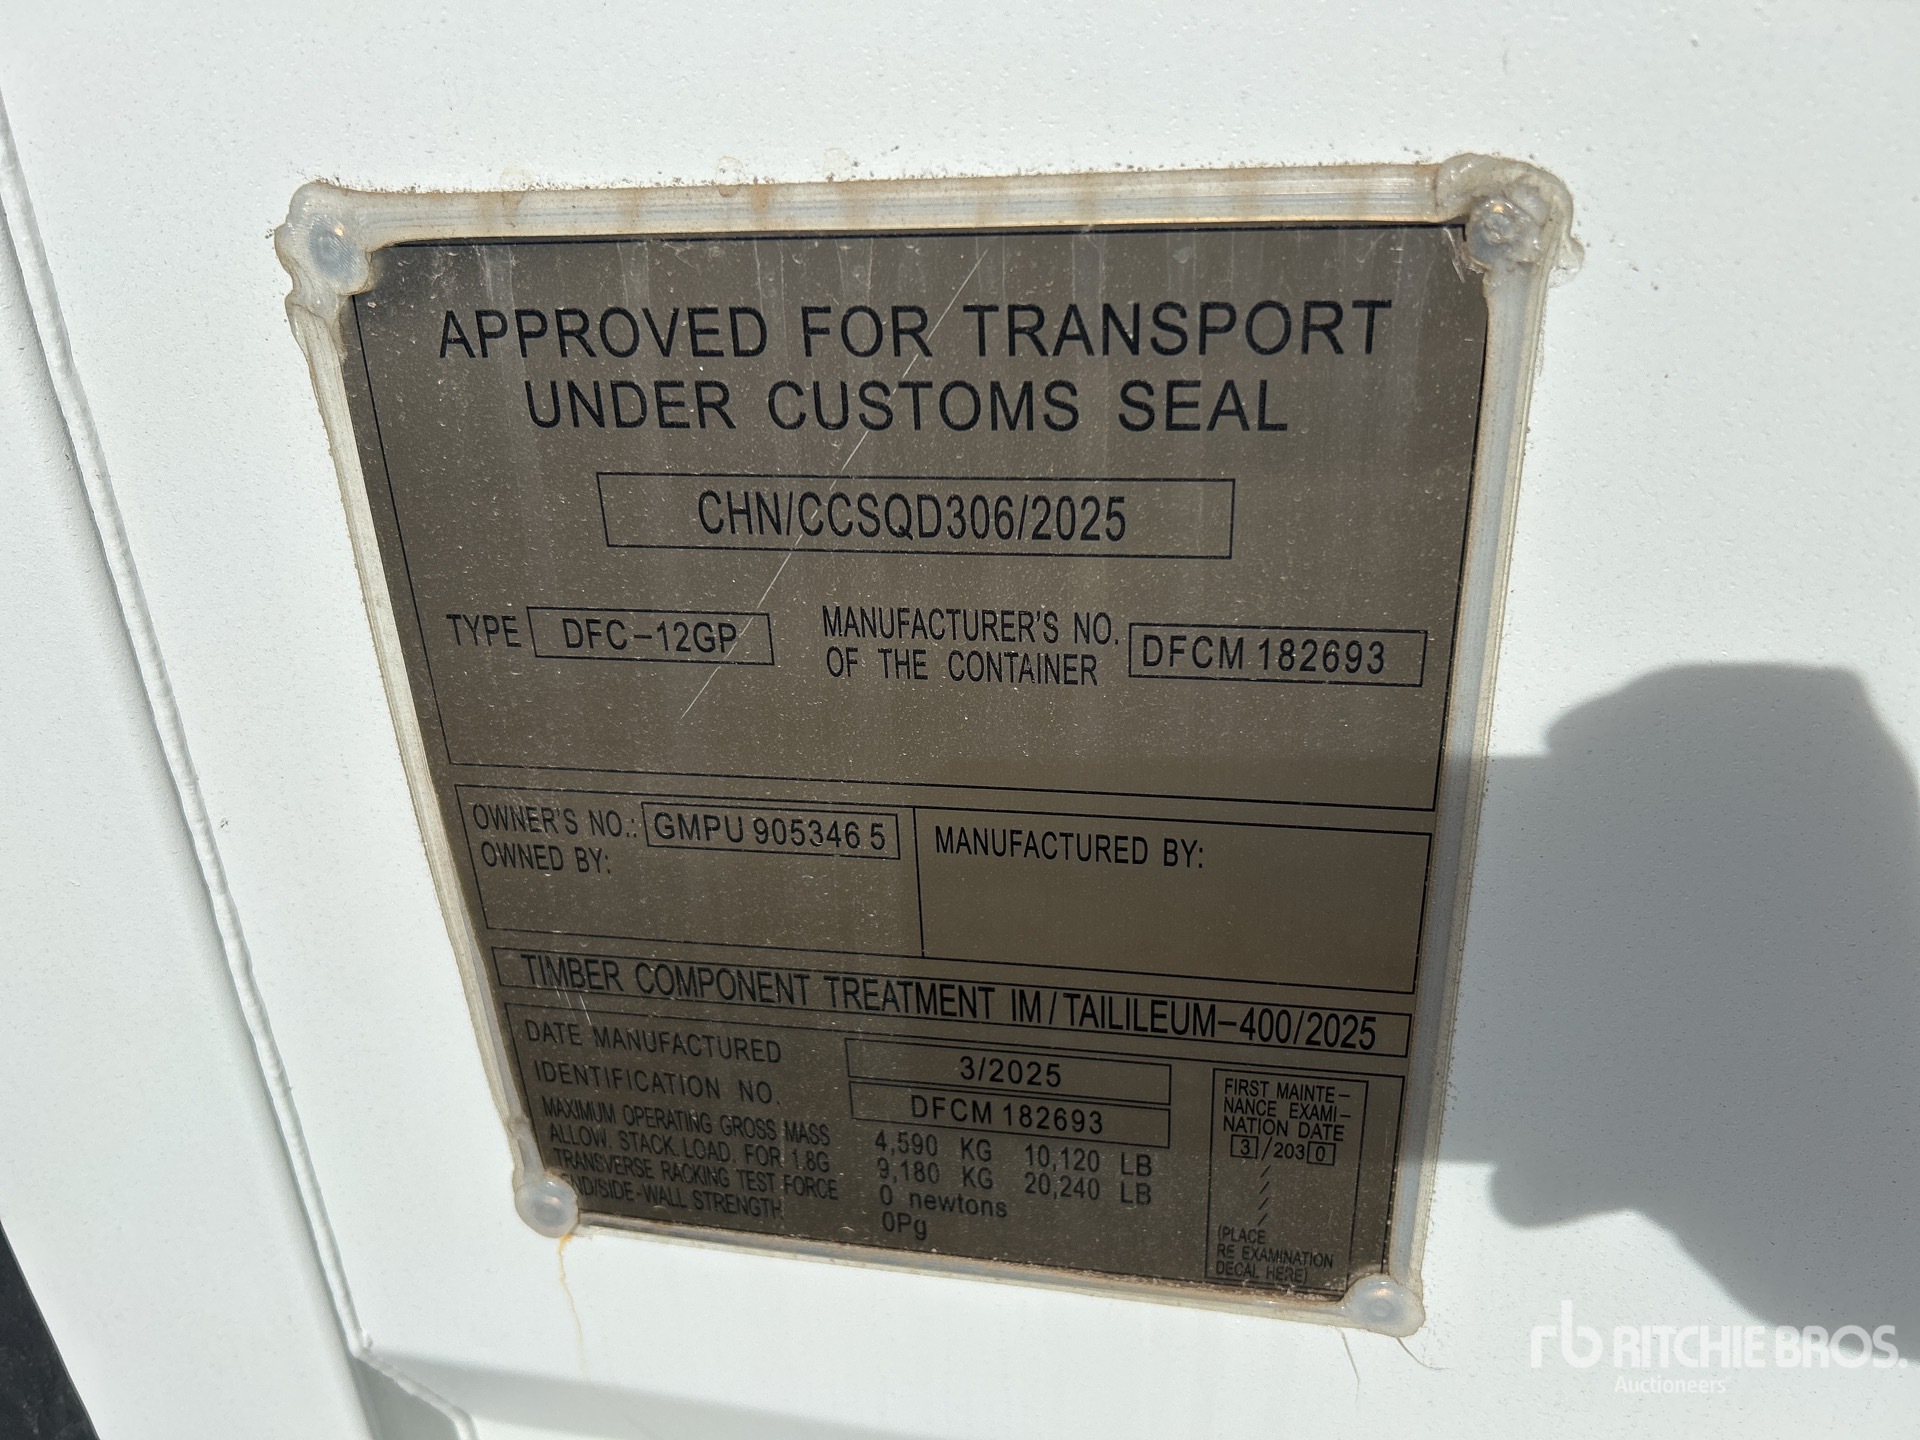 APPROVED FOR TRANSPORT
UNDER CUSTOMS SEAL
CHN/CCSQD306/2025
TYPE DFC-12GP
MANUFACTURER'S NO.
OF THE CONTAINER DFCM 182693
OWNER'S NO.: GMPU 905346 5
OWNED BY:
MANUFACTURED BY:
TIMBER COMPONENT TREATMENT IM/TAILILEUM-400/2025
DATE MANUFACTURED 3/2025
IDENTIFICATION NO. DFCM 182693
MAXIMUM OPERATING GROSS MASS 4,590 KG 10,120 LB
ALLOW. STACK. LOAD. FOR 1.8G 9,180 KG 20,240 LB
TRANSVERSE RACKING TEST FORCE 0 newtons
END/SIDE-WALL STRENGTH 0Pg
FIRST MAINTE-
NANCE EXAMI-
NATION DATE
3/2030
/
/
/
/
(PLACE
RE EXAMINATION
DECAL HERE)
rb RITCHIE BROS.
Auctioneers